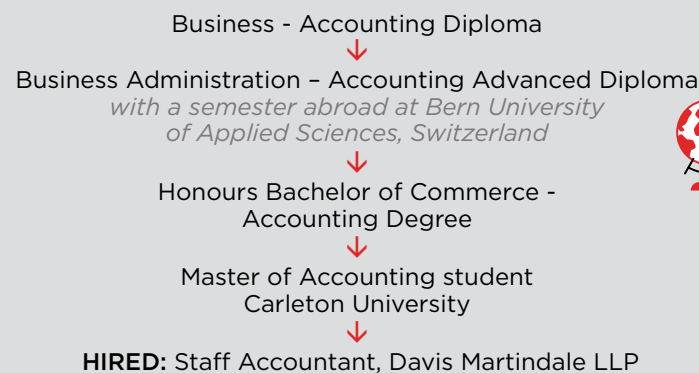 Business - Accounting Diploma
Business Administration – Accounting Advanced Diploma
with a semester abroad at Bern University
of Applied Sciences, Switzerland
Honours Bachelor of Commerce -
Accounting Degree
Master of Accounting student
Carleton University
HIRED: Staff Accountant, Davis Martindale LLP